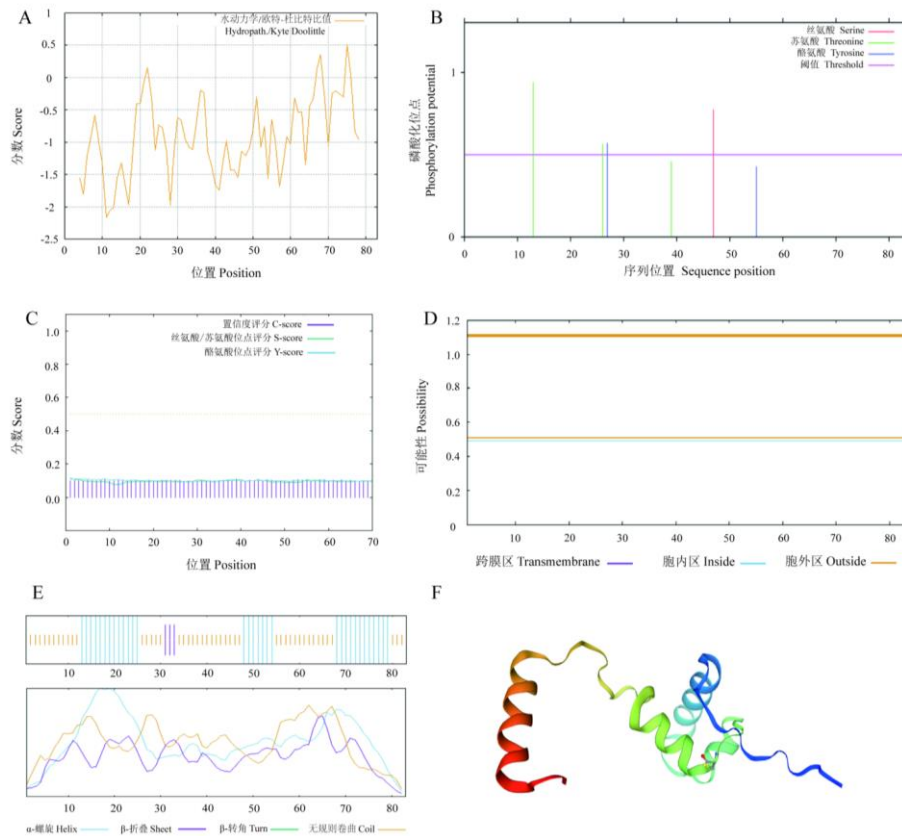 A
水动力学/欧特-杜比特比值
Hydropath./Kyte Doolittle
1
0.5
0
-0.5
-1
-1.5
-2
-2.5
分数 Score
0 10 20 30 40 50 60 70 80 90
位置 Position
B
丝氨酸 Serine
苏氨酸 Threonine
酪氨酸 Tyrosine
阈值 Threshold
1
0
磷酸化位点
Phosphorylation potential
0 10 20 30 40 50 60 70 80
序列位置 Sequence position
C
置信度评分 C-score
丝氨酸/苏氨酸位点评分 S-score
酪氨酸位点评分 Y-score
1.0
0.8
0.6
0.4
0.2
0.0
分数 Score
0 10 20 30 40 50 60 70
位置 Position
D
1.2
1.0
0.8
0.6
0.4
0.2
0
可能性 Possibility
10 20 30 40 50 60 70 80
跨膜区 Transmembrane 胞内区 Inside 胞外区 Outside
E
10 20 30 40 50 60 70 80
10 20 30 40 50 60 70 80
α-螺旋 Helix β-折叠 Sheet β-转角 Turn 无规则卷曲 Coil
F